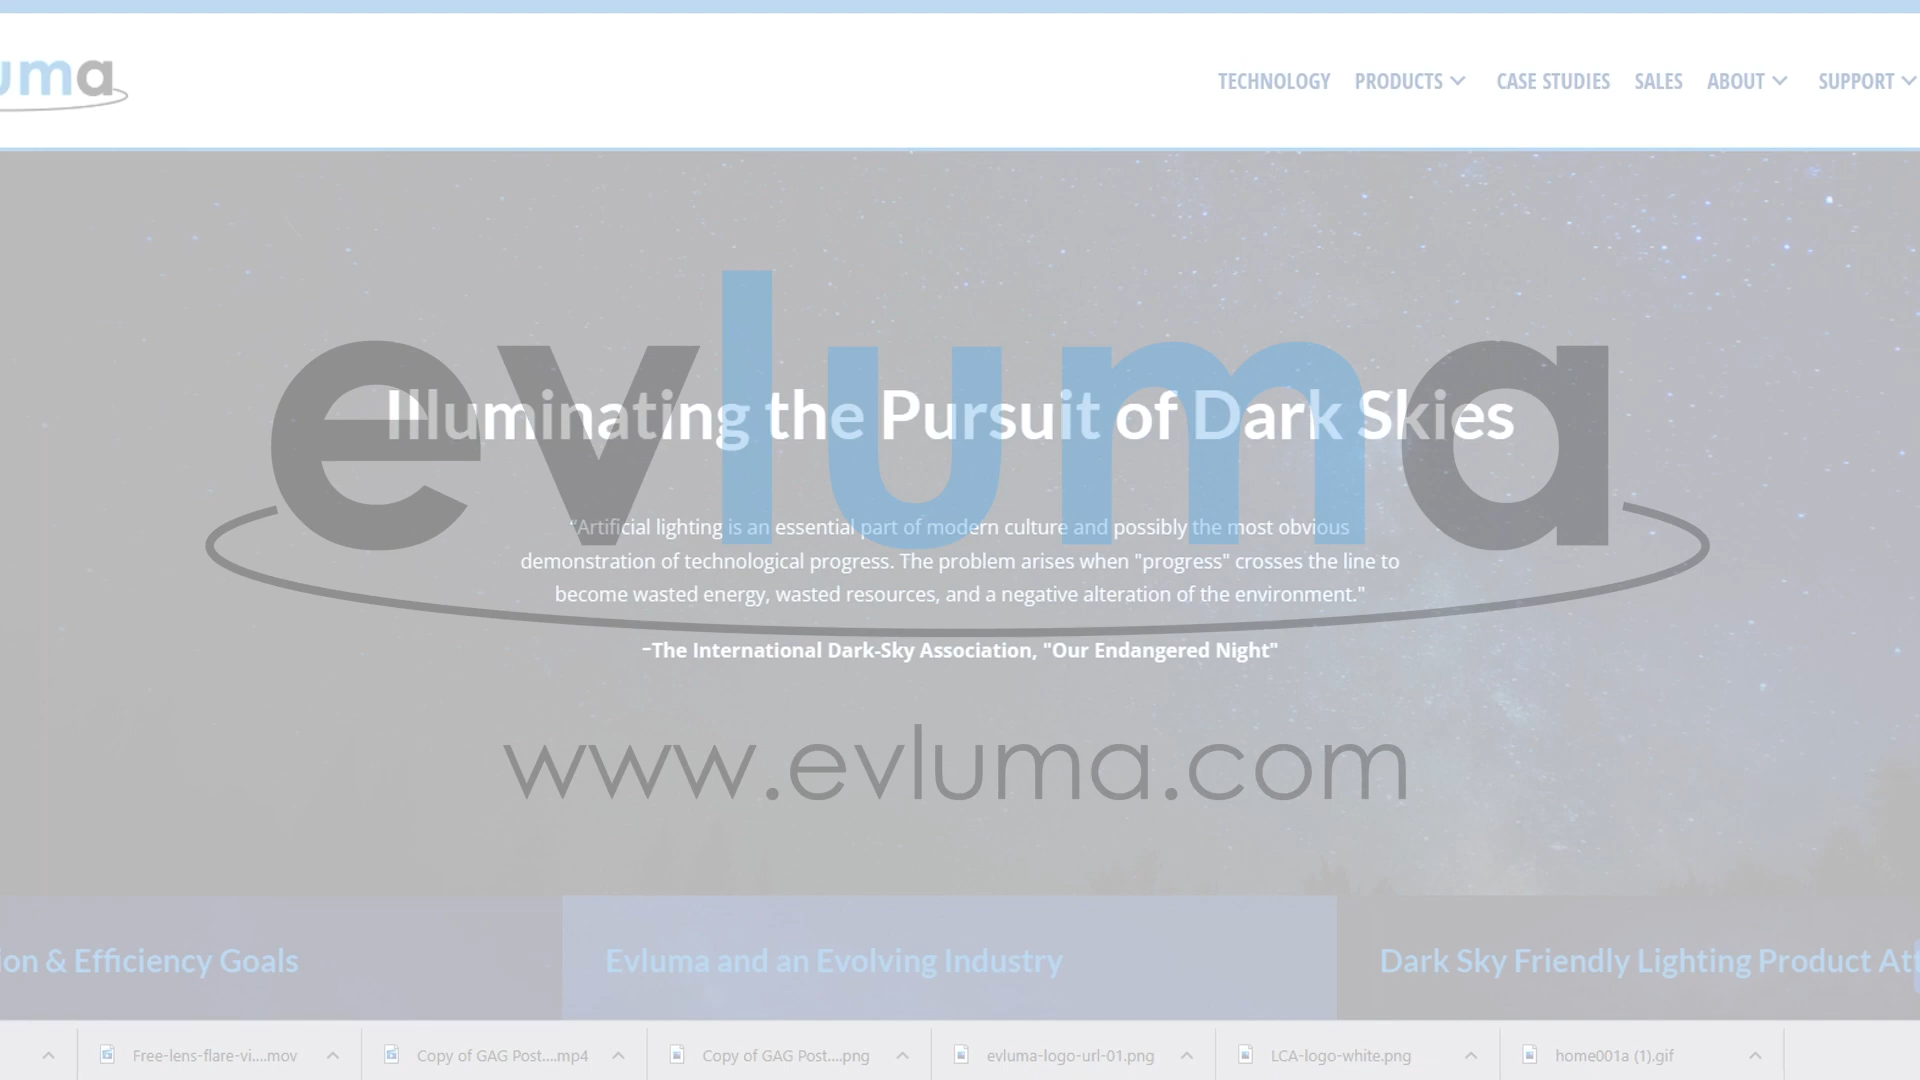 uma
TECHNOLOGY PRODUCTS CASE STUDIES SALES ABOUT SUPPORT
evluma
Illuminating the Pursuit of Dark Skies
"Artificial lighting is an essential part of modern culture and possibly the most obvious
demonstration of technological progress. The problem arises when "progress" crosses the line to
become wasted energy, wasted resources, and a negative alteration of the environment."
–The International Dark-Sky Association, "Our Endangered Night"
www.evluma.com
ion & Efficiency Goals
Evluma and an Evolving Industry
Dark Sky Friendly Lighting Product Att
Free-lens-flare-vi....mov
Copy of GAG Post....mp4
Copy of GAG Post....png
evluma-logo-url-01.png
LCA-logo-white.png
home001a (1).gif